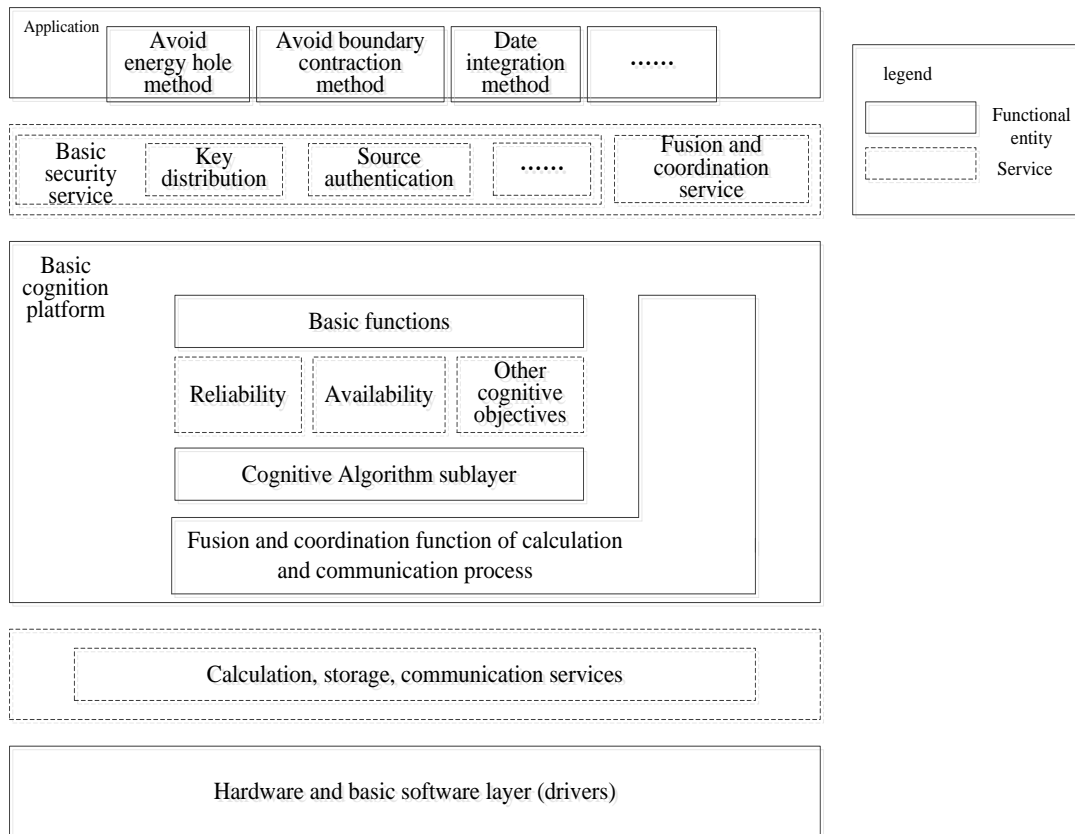 Application
Avoid
energy hole
method
Avoid boundary
contraction
method
Date
integration
method
......
legend
Functional
entity
Service
Basic
security
service
Key
distribution
Source
authentication
......
Fusion and
coordination
service
Basic
cognition
platform
Basic functions
Reliability
Availability
Other
cognitive
objectives
Cognitive Algorithm sublayer
Fusion and coordination function of calculation
and communication process
Calculation, storage, communication services
Hardware and basic software layer (drivers)